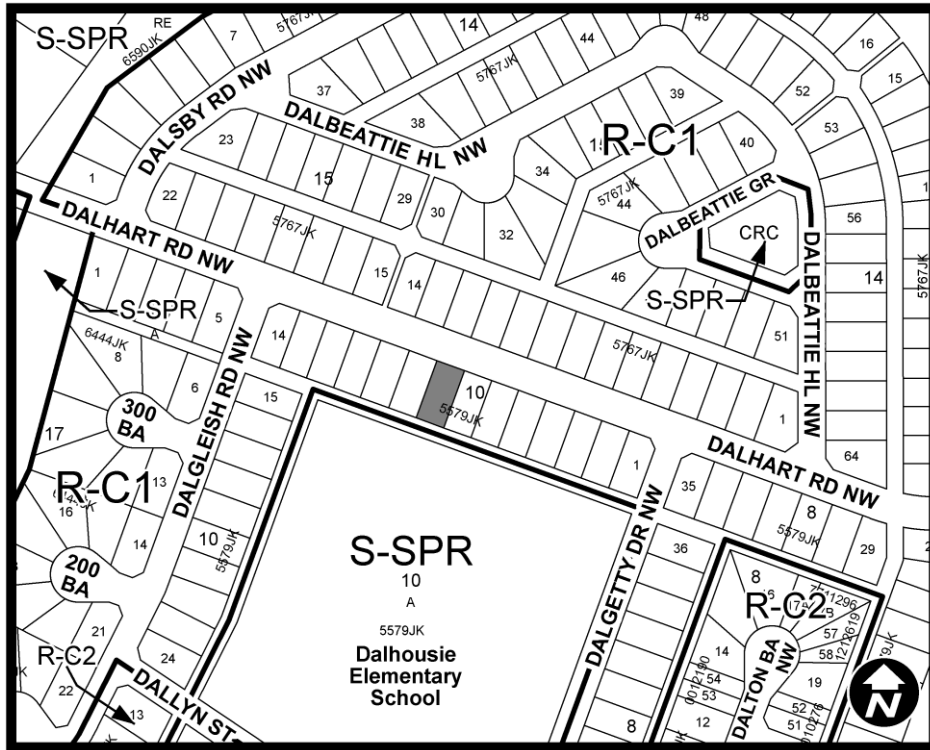 S-SPR
RE
6590JK
7
5767JK
14
5767JK
44
48
16
15
37
38
39
52
53
DALSBY RD NW
DALBEATTIE HL NW
R-C1
23
15
22
1
29
30
32
34
40
5767JK
44
46
DALBEATTIE GR
CRC
56
14
5767JK
DALHART RD NW
5767JK
15
14
S-SPR
51
DALBEATTIE HL NW
1
S-SPR
5
A
6444JK
8
6
14
5767JK
1
64
300
BA
DALGLEISH RD NW
15
10
5579JK
1
DALHART RD NW
17
R-C1
16
13
14
10
5579JK
S-SPR
10
A
5579JK
Dalhousie
Elementary
School
DALGETTY DR NW
35
8
5579JK
29
36
200
BA
21
22
24
R-C2
13
DALLYN ST
8
R-C2
14
54
53
12
0012190
DALTON BA
NW
57
58
1212619
19
52
51
8
N